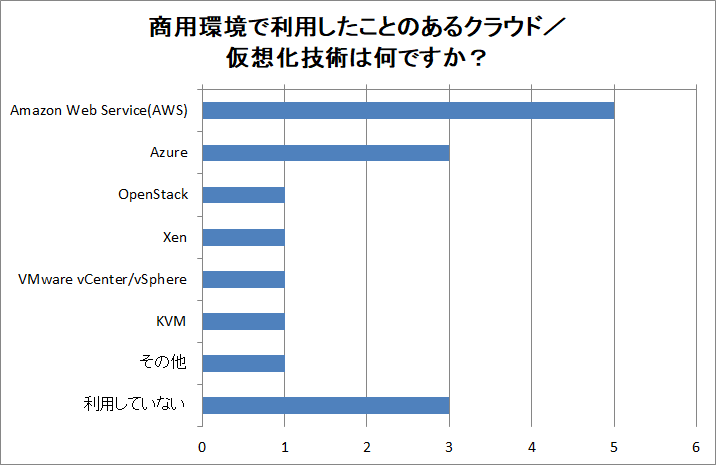 商用環境で利用したことのあるクラウド／
仮想化技術は何ですか？
Amazon Web Service(AWS)
Azure
OpenStack
Xen
VMware vCenter/vSphere
KVM
その他
利用していない
0 1 2 3 4 5 6